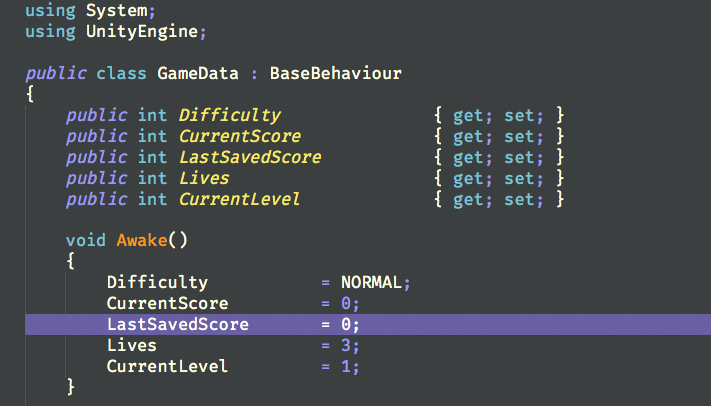 using System;
using UnityEngine;
public class GameData : BaseBehaviour
{
public int Difficulty { get; set; }
public int CurrentScore { get; set; }
public int LastSavedScore { get; set; }
public int Lives { get; set; }
public int CurrentLevel { get; set; }
void Awake()
{
Difficulty = NORMAL;
CurrentScore = 0;
LastSavedScore = 0;
Lives = 3;
CurrentLevel = 1;
}